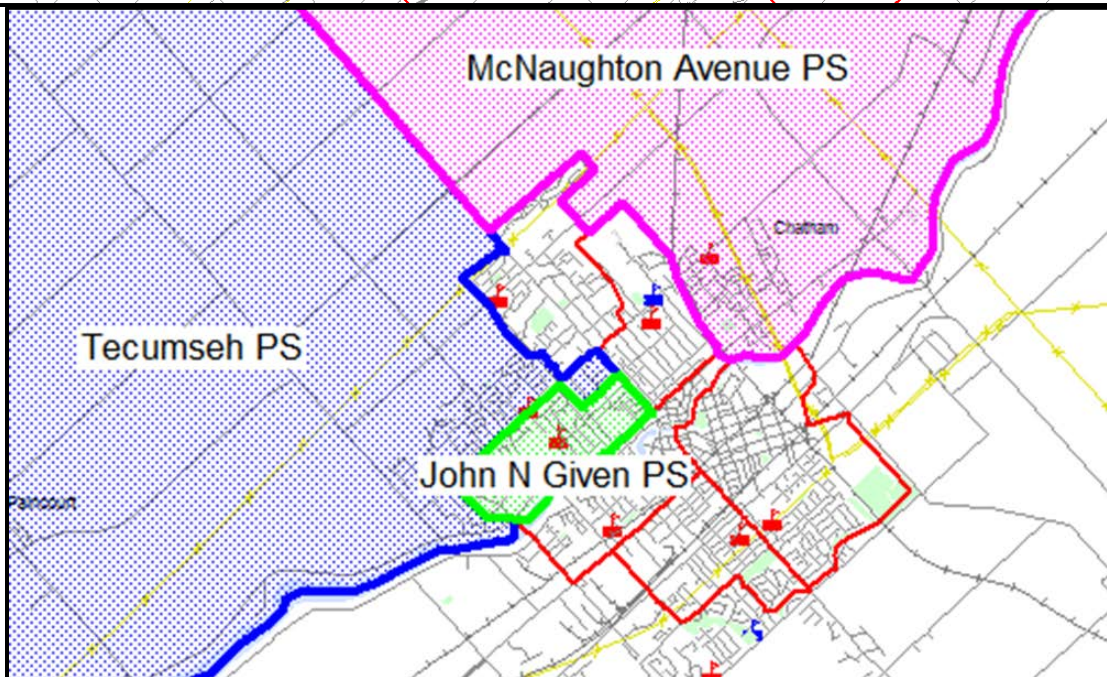 McNaughton Avenue PS
Chatham
Tecumseh PS
John N Given PS
Paincourt